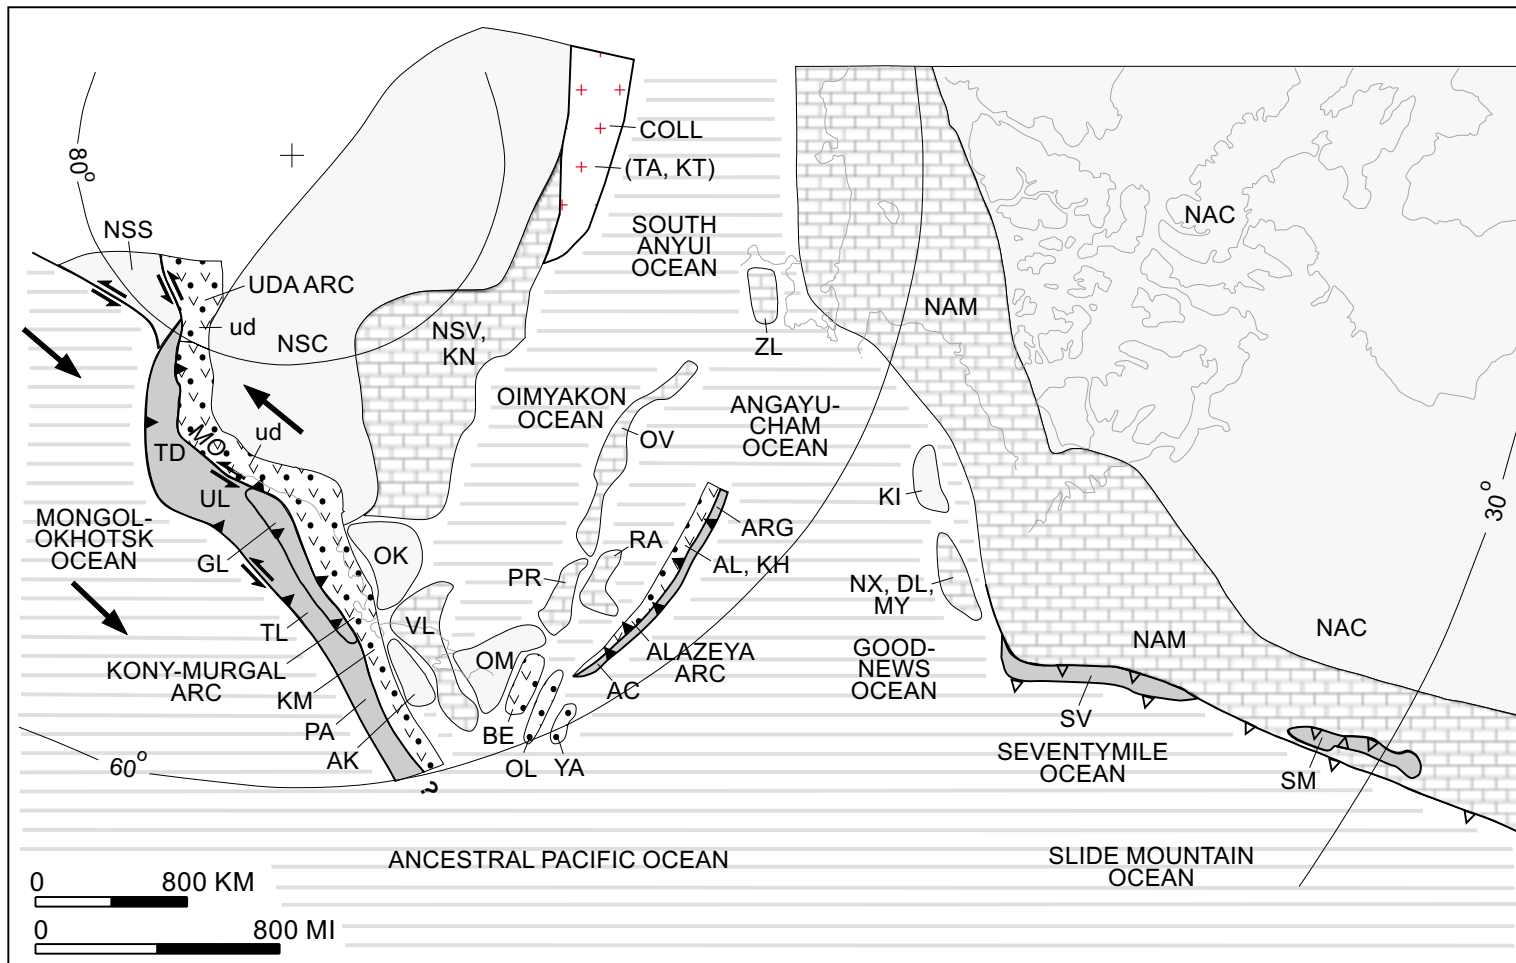 80°
COLL
(TA, KT)
NSS
SOUTH
ANYUI
OCEAN
NAC
UDA ARC
ud
NSC
NSV,
KN
NAM
ZL
OIMYAKON
OCEAN
ANGAYU-
CHAM
OCEAN
OV
ud
MO
TD
UL
KI
30°
MONGOL-
OKHOTSK
OCEAN
GL
OK
RA
ARG
AL, KH
PR
NX, DL,
MY
TL
VL
KONY-MURGAL
ARC
OM
ALAZEYA
ARC
GOOD-
NEWS
OCEAN
NAM
NAC
KM
AC
PA
BE
SV
AK
OL
YA
SEVENTYMILE
OCEAN
SM
60°
?
ANCESTRAL PACIFIC OCEAN
SLIDE MOUNTAIN
OCEAN
0 800 KM
0 800 MI